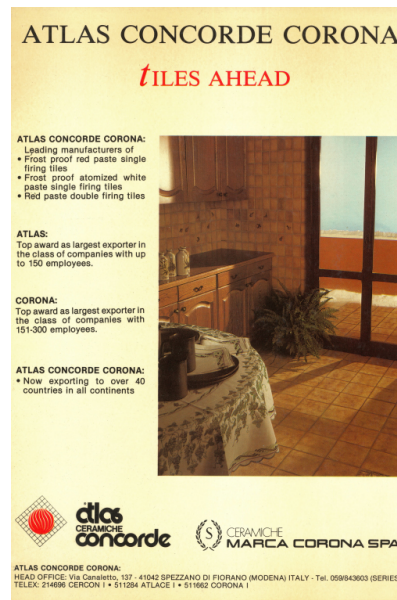 ATLAS CONCORDE CORONA
tILES AHEAD
ATLAS CONCORDE CORONA:
Leading manufacturers of
• Frost proof red paste single
firing tiles
• Frost proof atomized white
paste single firing tiles
• Red paste double firing tiles
ATLAS:
Top award as largest exporter in
the class of companies with up
to 150 employees.
CORONA:
Top award as largest exporter in
the class of companies with
151-300 employees.
ATLAS CONCORDE CORONA:
• Now exporting to over 40
countries in all continents
atlas
CERAMICHE
concorde
S
CERAMICHE
MARCA CORONA SPA
ATLAS CONCORDE CORONA:
HEAD OFFICE: Via Canaletto, 137 - 41042 SPEZZANO DI FIORANO (MODENA) ITALY - Tel. 059/843603 (SERIES
TELEX: 214696 CERCON I • 511284 ATLACE I • 511662 CORONA I